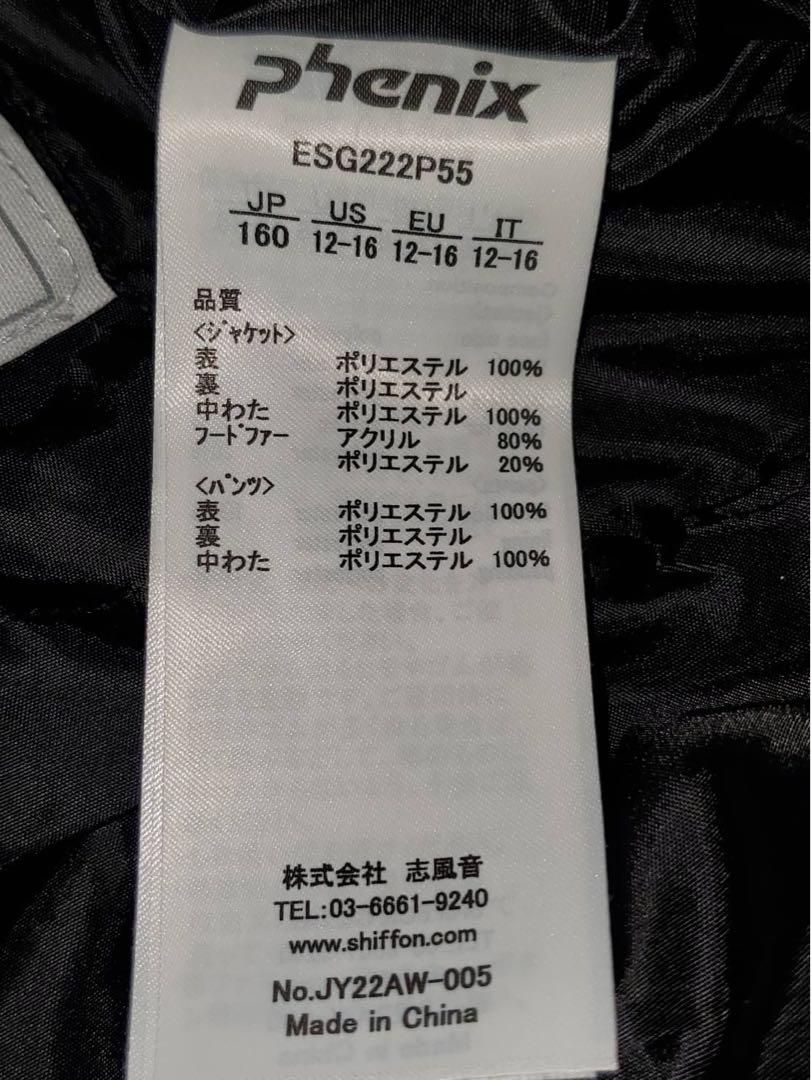 phenix
ESG222P55
JP US EU IT
160 12-16 12-16 12-16
品質
<ジャケット>
表 ポリエステル 100%
裏 ポリエステル
中わた ポリエステル 100%
フードファー アクリル 80%
ポリエステル 20%
<パンツ>
表 ポリエステル 100%
裏 ポリエステル
中わた ポリエステル 100%
株式会社 志風音
TEL:03-6661-9240
www.shiffon.com
No.JY22AW-005
Made in China